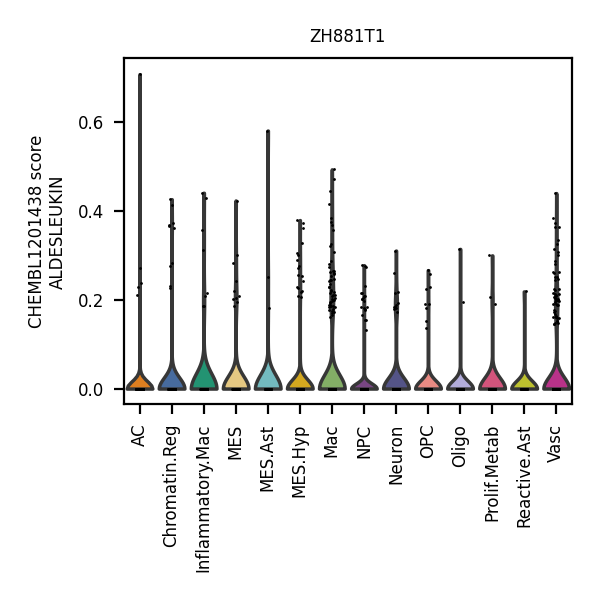 ZH881T1
CHEMBL1201438 score
ALDESLEUKIN
0.6
0.4
0.2
0.0
AC
Chromatin.Reg
Inflammatory.Mac
MES
MES.Ast
MES.Hyp
Mac
NPC
Neuron
OPC
Oligo
Prolif.Metab
Reactive.Ast
Vasc